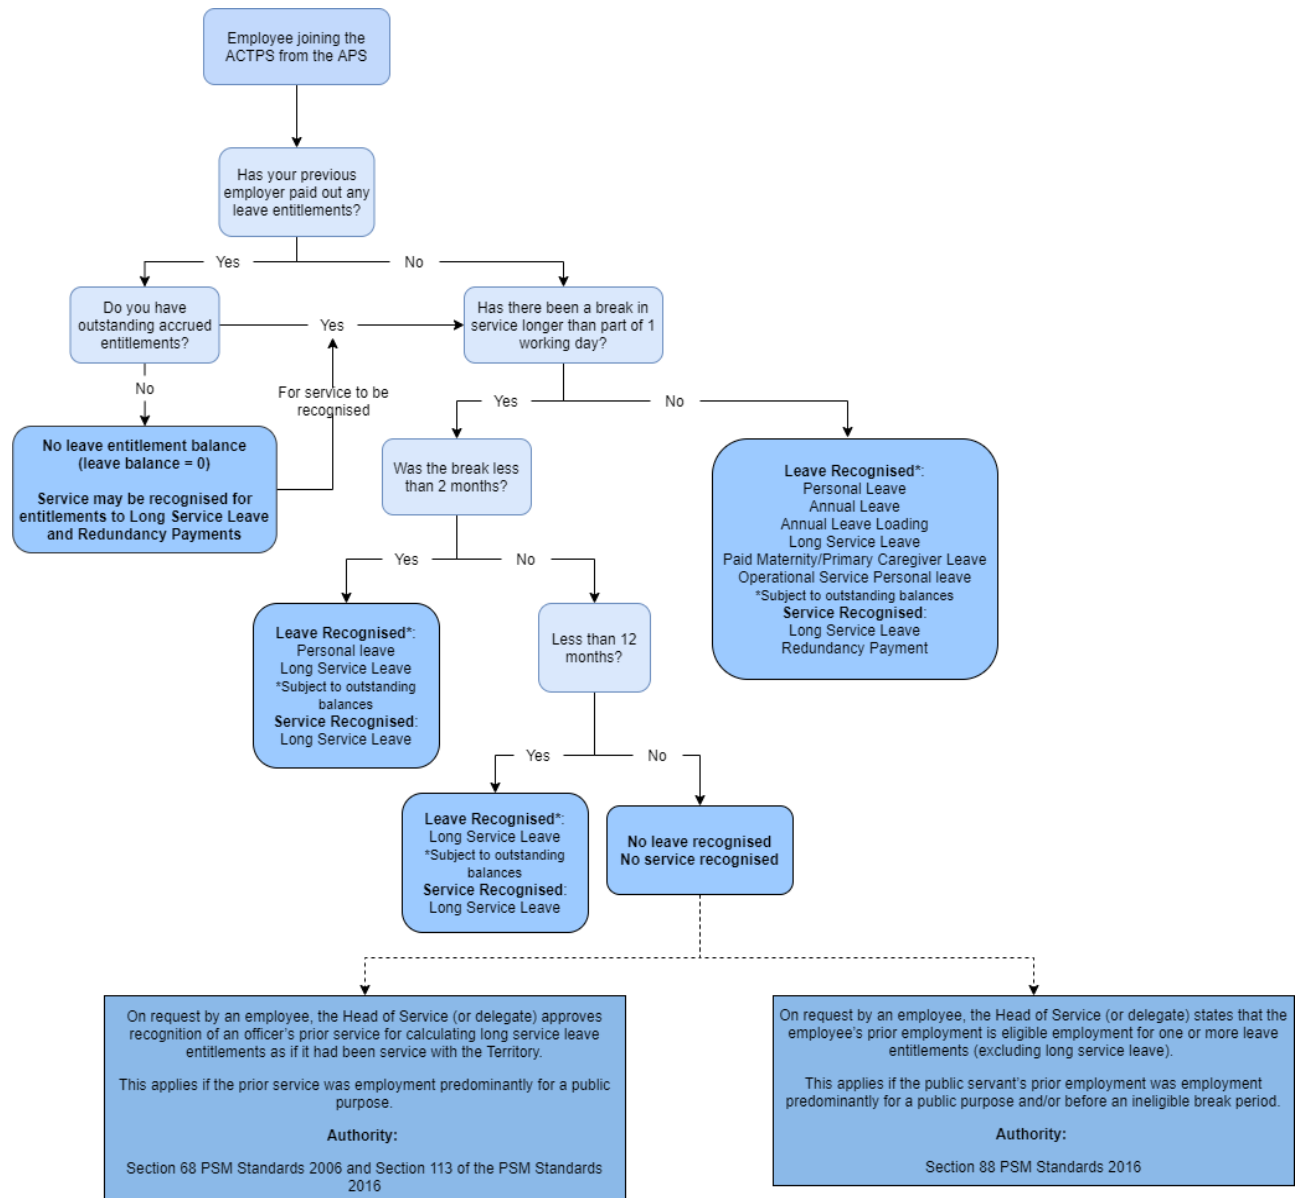 Employee joining the
ACTPS from the APS
Has your previous
employer paid out any
leave entitlements?
Yes
No
Do you have
outstanding accrued
entitlements?
Yes
Has there been a break in
service longer than part of 1
working day?
No
For service to be
recognised
Yes
No
No leave entitlement balance
(leave balance = 0)
Service may be recognised for
entitlements to Long Service Leave
and Redundancy Payments
Was the break less
than 2 months?
Leave Recognised*:
Personal Leave
Annual Leave
Annual Leave Loading
Long Service Leave
Paid Maternity/Primary Caregiver Leave
Operational Service Personal leave
*Subject to outstanding balances
Service Recognised:
Long Service Leave
Redundancy Payment
Yes
No
Leave Recognised*:
Personal leave
Long Service Leave
*Subject to outstanding
balances
Service Recognised:
Long Service Leave
Less than 12
months?
Yes
No
Leave Recognised*:
Long Service Leave
*Subject to outstanding
balances
Service Recognised:
Long Service Leave
No leave recognised
No service recognised
On request by an employee, the Head of Service (or delegate) approves
recognition of an officer's prior service for calculating long service leave
entitlements as if it had been service with the Territory.
This applies if the prior service was employment predominantly for a public
purpose.
Authority:
Section 68 PSM Standards 2006 and Section 113 of the PSM Standards
2016
On request by an employee, the Head of Service (or delegate) states that the
employee's prior employment is eligible employment for one or more leave
entitlements (excluding long service leave).
This applies if the public servant's prior employment was employment
predominantly for a public purpose and/or before an ineligible break period.
Authority:
Section 88 PSM Standards 2016